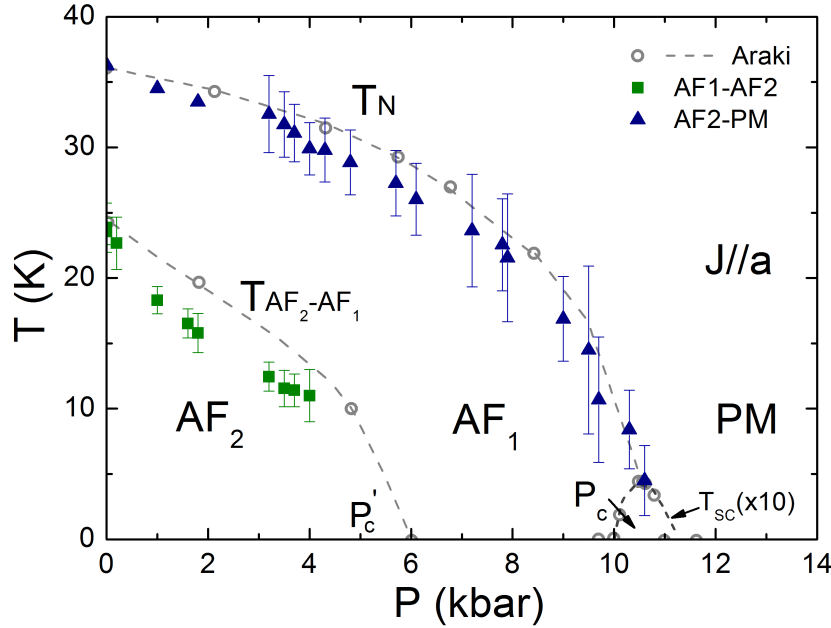 40
30
20
10
0
T (K)
Araki
AF1-AF2
AF2-PM
TN
J//a
TAF2-AF1
AF2
AF1
PM
Pc'
Pc
TSC(x10)
0 2 4 6 8 10 12 14
P (kbar)